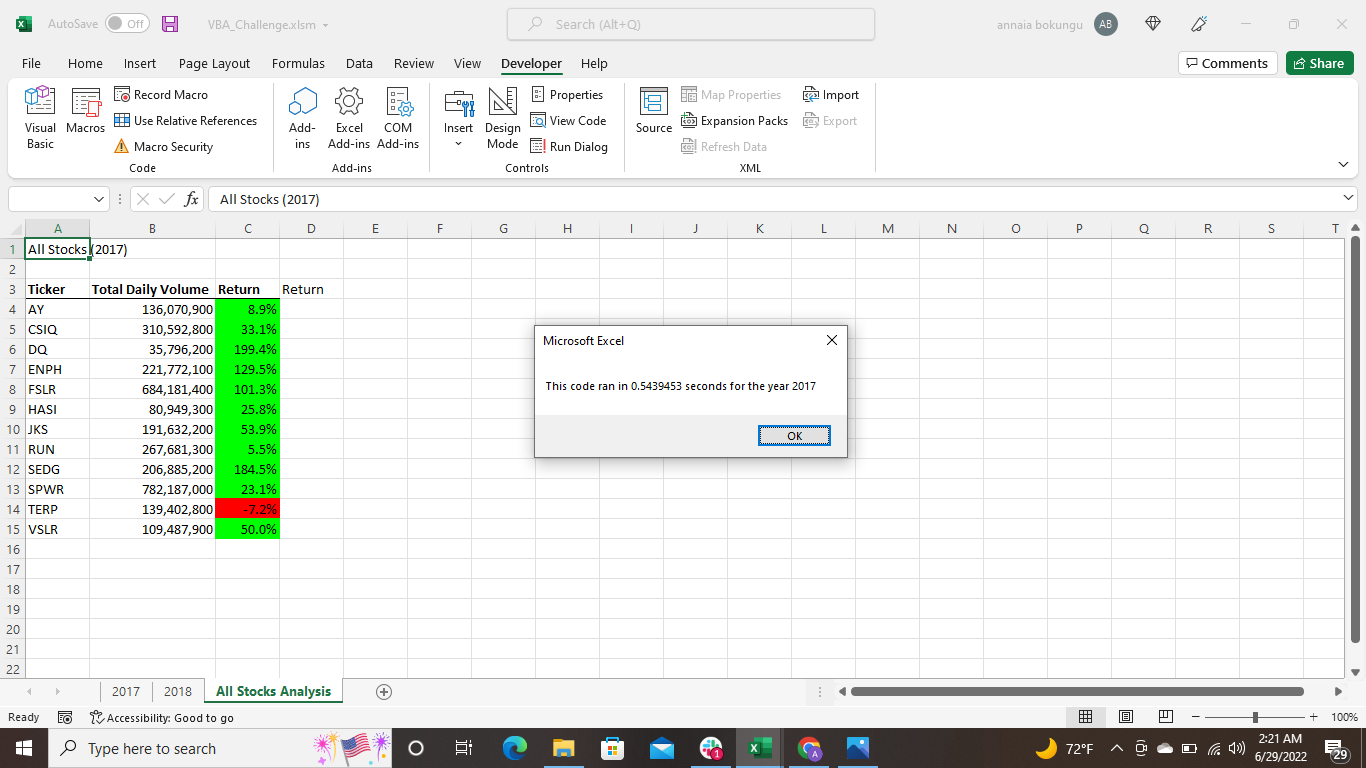 AutoSave Off VBA_Challenge.xlsm Search (Alt+Q) annaia bokungu AB
File Home Insert Page Layout Formulas Data Review View Developer Help Comments Share
Visual Basic
Macros
Record Macro
Use Relative References
Macro Security
Code
Add-ins
Excel Add-ins
COM Add-ins
Add-ins
Insert
Design Mode
Properties
View Code
Run Dialog
Controls
Source
Map Properties
Expansion Packs
Refresh Data
Import
Export
XML
fx All Stocks (2017)
A B C D E F G H I J K L M N O P Q R S T
1 All Stocks (2017)
2
3 Ticker Total Daily Volume Return Return
4 AY 136,070,900 8.9%
5 CSIQ 310,592,800 33.1%
6 DQ 35,796,200 199.4%
7 ENPH 221,772,100 129.5%
8 FSLR 684,181,400 101.3%
9 HASI 80,949,300 25.8%
10 JKS 191,632,200 53.9%
11 RUN 267,681,300 5.5%
12 SEDG 206,885,200 184.5%
13 SPWR 782,187,000 23.1%
14 TERP 139,402,800 -7.2%
15 VSLR 109,487,900 50.0%
16
17
18
19
20
21
22
Microsoft Excel
This code ran in 0.5439453 seconds for the year 2017
OK
2017 2018 All Stocks Analysis
Ready Accessibility: Good to go 100%
Type here to search 1 A 72°F 2:21 AM
6/29/2022 29